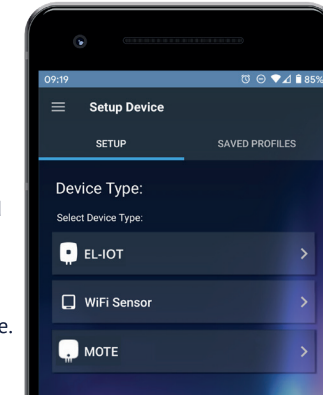 09:19 85%
Setup Device
SETUP SAVED PROFILES
Device Type:
Select Device Type:
EL-IOT
WiFi Sensor
e.
MOTE